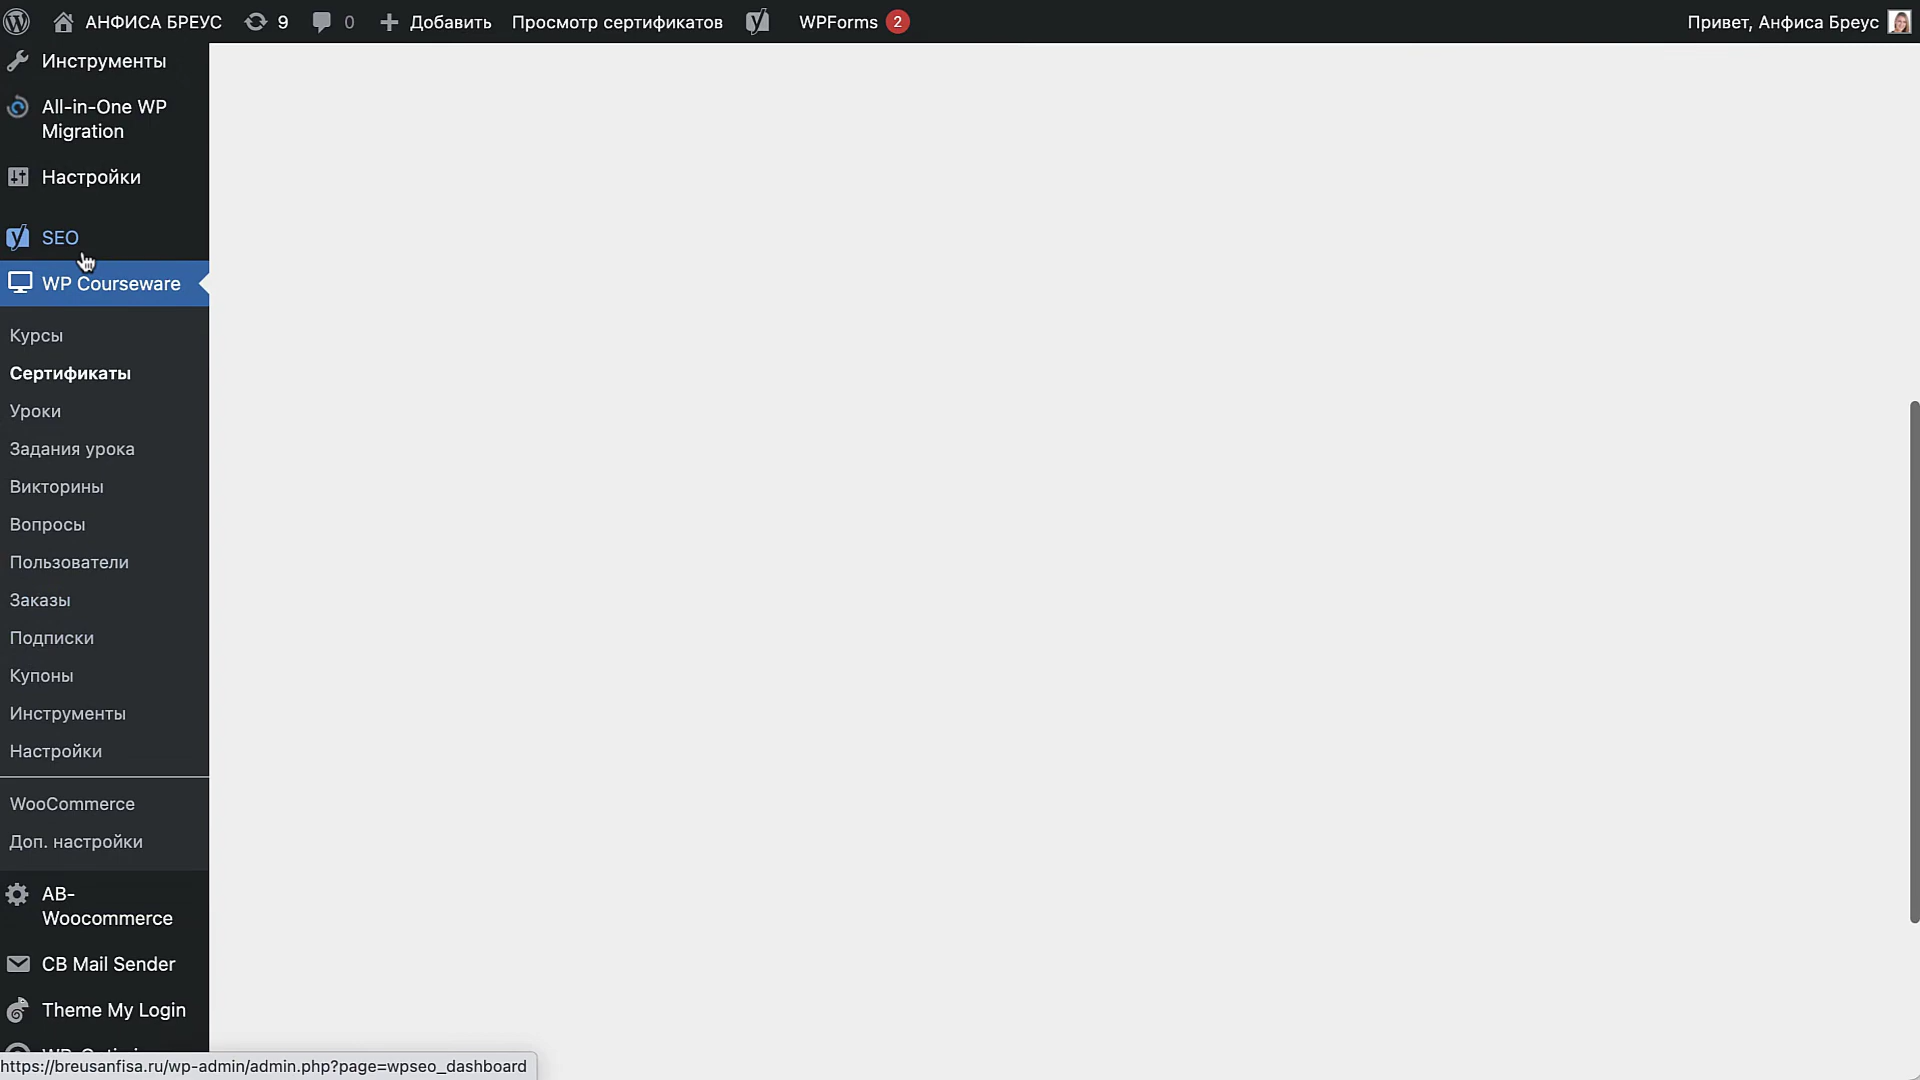 АНФИСА БРЕУС 9 0 Добавить Просмотр сертификатов WPForms 2 Привет, Анфиса Бреус
Инструменты
All-in-One WP
Migration
Настройки
SEO
WP Courseware
Курсы
Сертификаты
Уроки
Задания урока
Викторины
Вопросы
Пользователи
Заказы
Подписки
Купоны
Инструменты
Настройки
WooCommerce
Доп. настройки
AB-
Woocommerce
CB Mail Sender
Theme My Login
https://breusanfisa.ru/wp-admin/admin.php?page=wpseo_dashboard